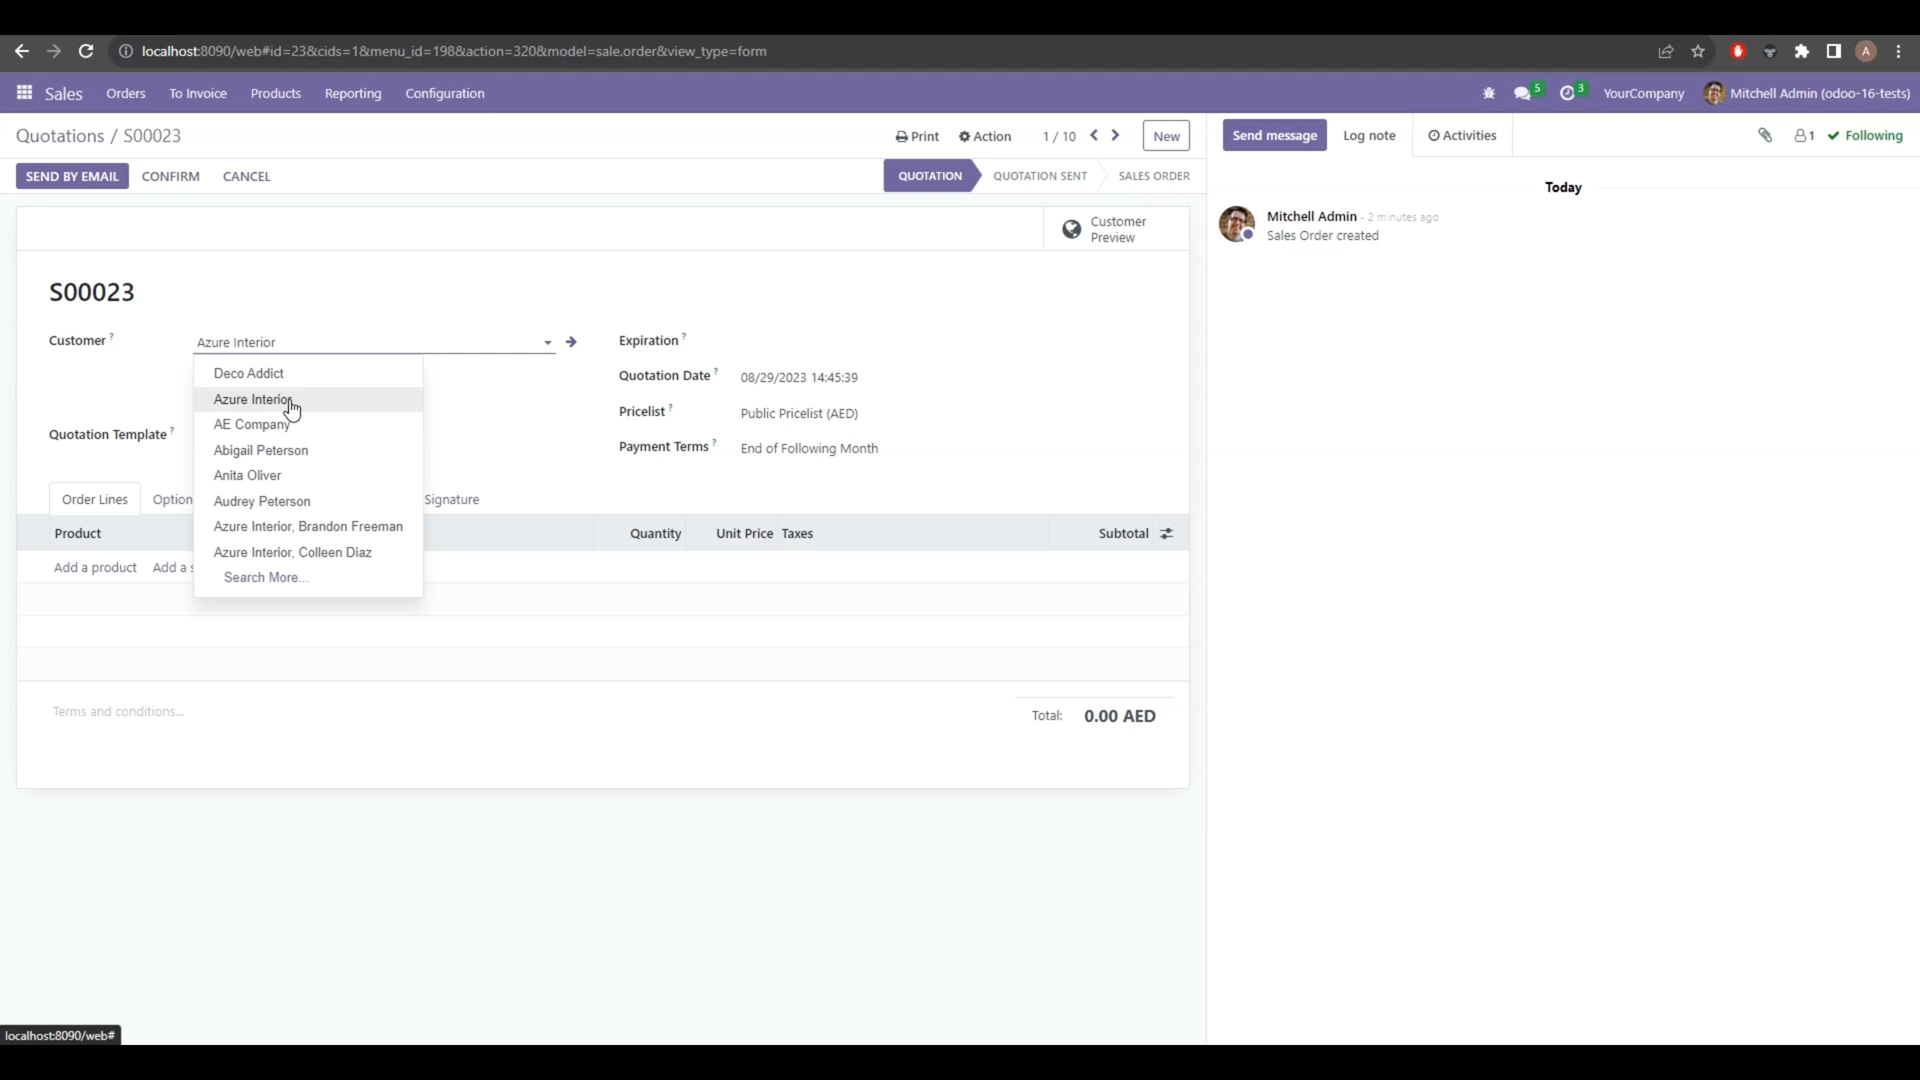 localhost:8090/web#id=23&cids=1&menu_id=198&action=320&model=sale.order&view_type=form
A
Sales Orders To Invoice Products Reporting Configuration 5 3 YourCompany Mitchell Admin (odoo-16-tests)
Quotations / S00023 Print Action 1 / 10 New Send message Log note Activities 1 Following
SEND BY EMAIL CONFIRM CANCEL QUOTATION QUOTATION SENT SALES ORDER
Today
Customer
Preview
Mitchell Admin - 2 minutes ago
Sales Order created
S00023
Customer ? Azure Interior
Deco Addict
Azure Interior
AE Company
Abigail Peterson
Anita Oliver
Audrey Peterson
Azure Interior, Brandon Freeman
Azure Interior, Colleen Diaz
Search More...
Quotation Template ?
Expiration ?
Quotation Date ? 08/29/2023 14:45:39
Pricelist ? Public Pricelist (AED)
Payment Terms ? End of Following Month
Order Lines Option Signature
Product Quantity Unit Price Taxes Subtotal
Add a product Add a s
Terms and conditions...
Total: 0.00 AED
localhost:8090/web#